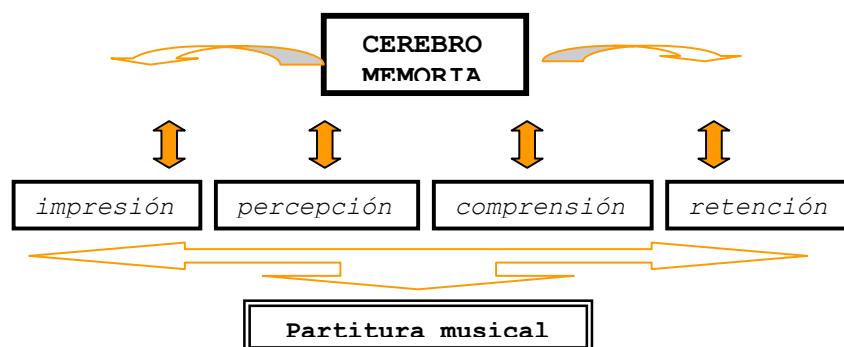 CEREBRO
MEMORIA
impresión percepción comprensión retención
Partitura musical